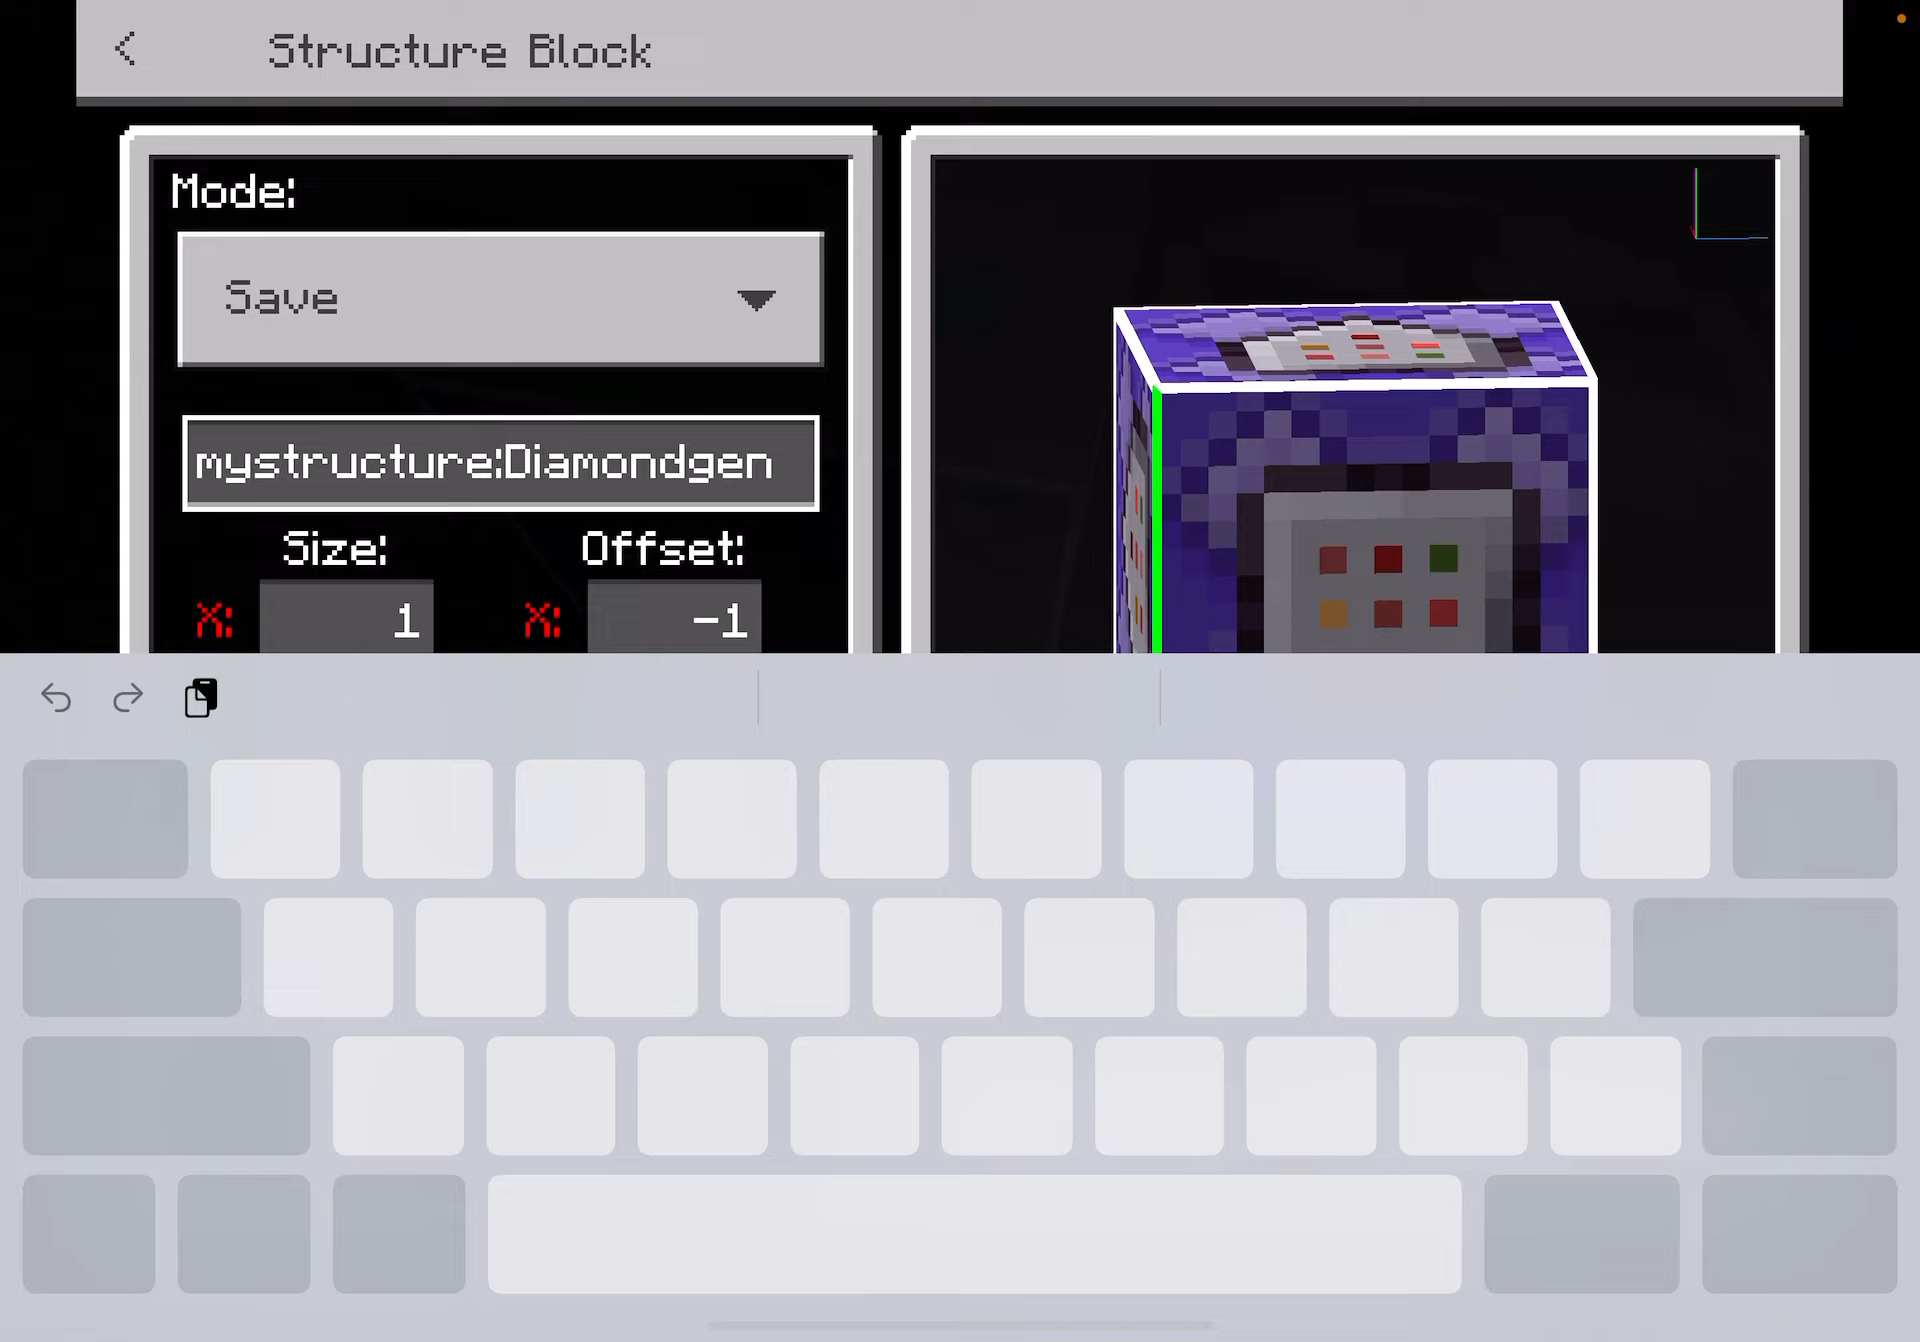 Structure Block
Mode:
Save
mystructure:Diamondgen
Size: Offset:
X: 1 X: -1